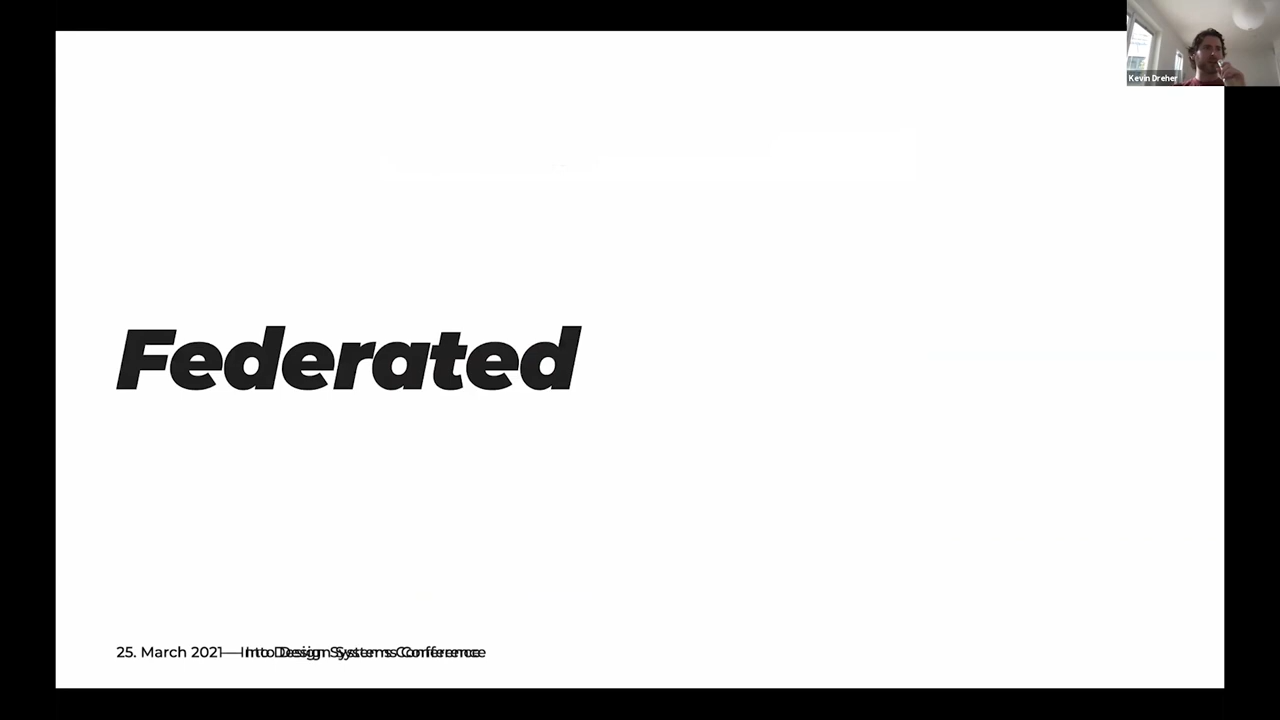 Kevin Dreher
Federated
25. March 2021 — Into Design Systems Conference